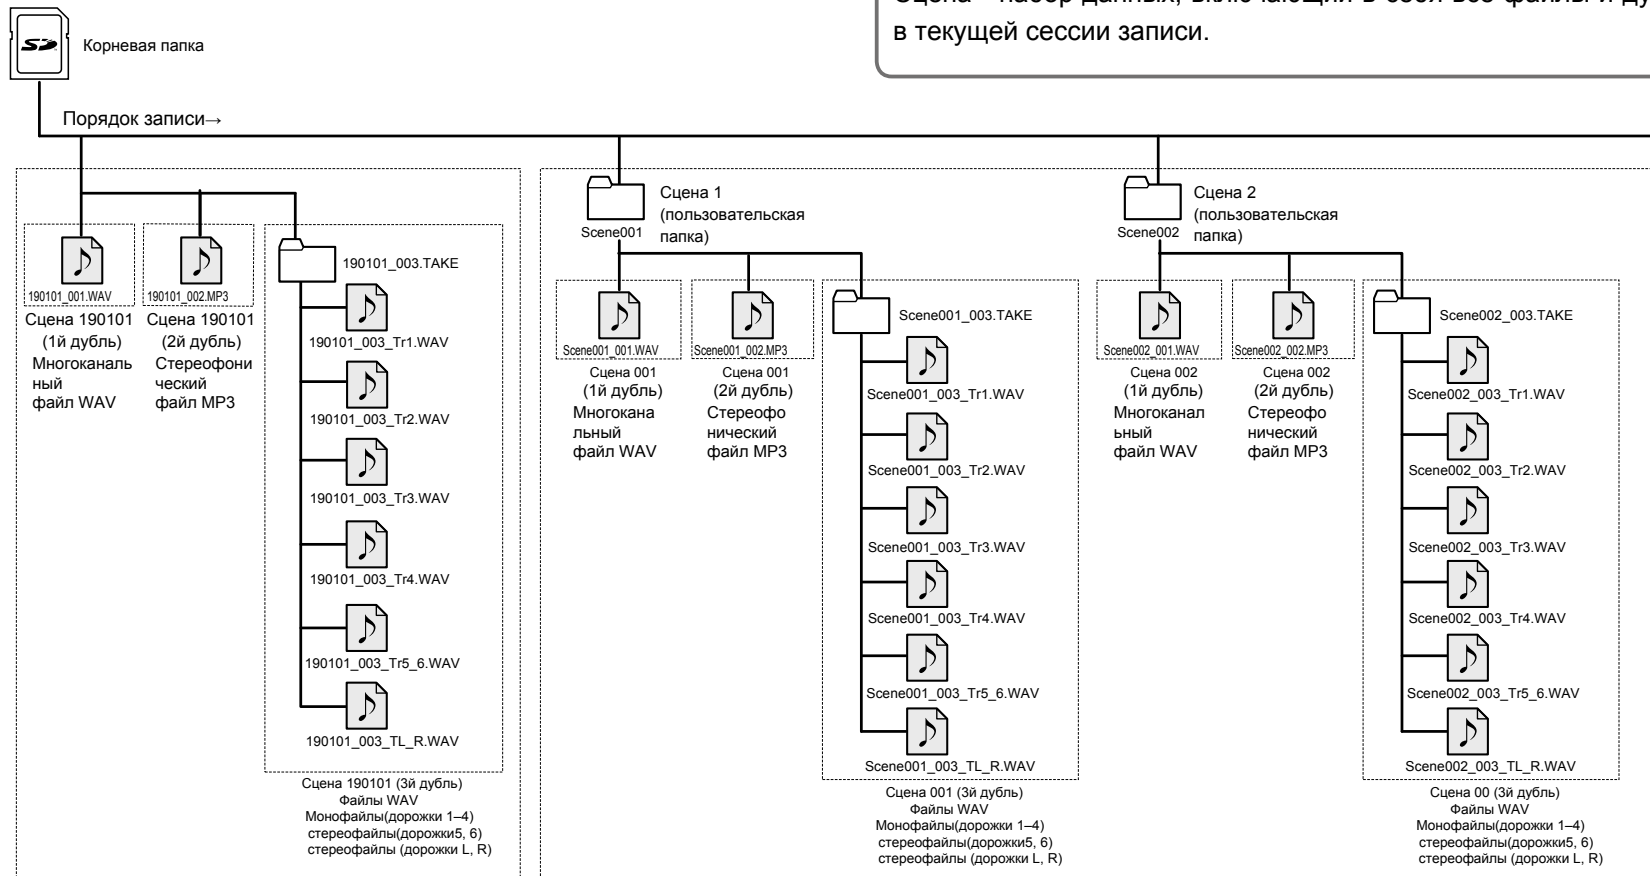 Сцена - набор данных, включающий в себя все файлы и
в текущей сессии записи.
Корневая папка
Порядок записи→
190101_001.WAV
Сцена 190101
(1й дубль)
Многоканаль
ный
файл WAV
190101_002.MP3
Сцена 190101
(2й дубль)
Стереофони
ческий
файл MP3
190101_003.TAKE
190101_003_Tr1.WAV
190101_003_Tr2.WAV
190101_003_Tr3.WAV
190101_003_Tr4.WAV
190101_003_Tr5_6.WAV
190101_003_TL_R.WAV
Сцена 190101 (3й дубль)
Файлы WAV
Монофайлы(дорожки 1–4)
стереофайлы(дорожки5, 6)
стереофайлы (дорожки L, R)
Сцена 1
(пользовательская
папка)
Scene001
Scene001_001.WAV
Сцена 001
(1й дубль)
Многокана
льный
файл WAV
Scene001_002.MP3
Сцена 001
(2й дубль)
Стереофо
нический
файл MP3
Scene001_003.TAKE
Scene001_003_Tr1.WAV
Scene001_003_Tr2.WAV
Scene001_003_Tr3.WAV
Scene001_003_Tr4.WAV
Scene001_003_Tr5_6.WAV
Scene001_003_TL_R.WAV
Сцена 001 (3й дубль)
Файлы WAV
Монофайлы(дорожки 1–4)
стереофайлы(дорожки5, 6)
стереофайлы (дорожки L, R)
Сцена 2
(пользовательская
папка)
Scene002
Scene002_001.WAV
Сцена 002
(1й дубль)
Многоканал
ьный
файл WAV
Scene002_002.MP3
Сцена 002
(2й дубль)
Стереофо
нический
файл MP3
Scene002_003.TAKE
Scene002_003_Tr1.WAV
Scene002_003_Tr2.WAV
Scene002_003_Tr3.WAV
Scene002_003_Tr4.WAV
Scene002_003_Tr5_6.WAV
Scene002_003_TL_R.WAV
Сцена 00 (3й дубль)
Файлы WAV
Монофайлы(дорожки 1–4)
стереофайлы(дорожки5, 6)
стереофайлы (дорожки L, R)